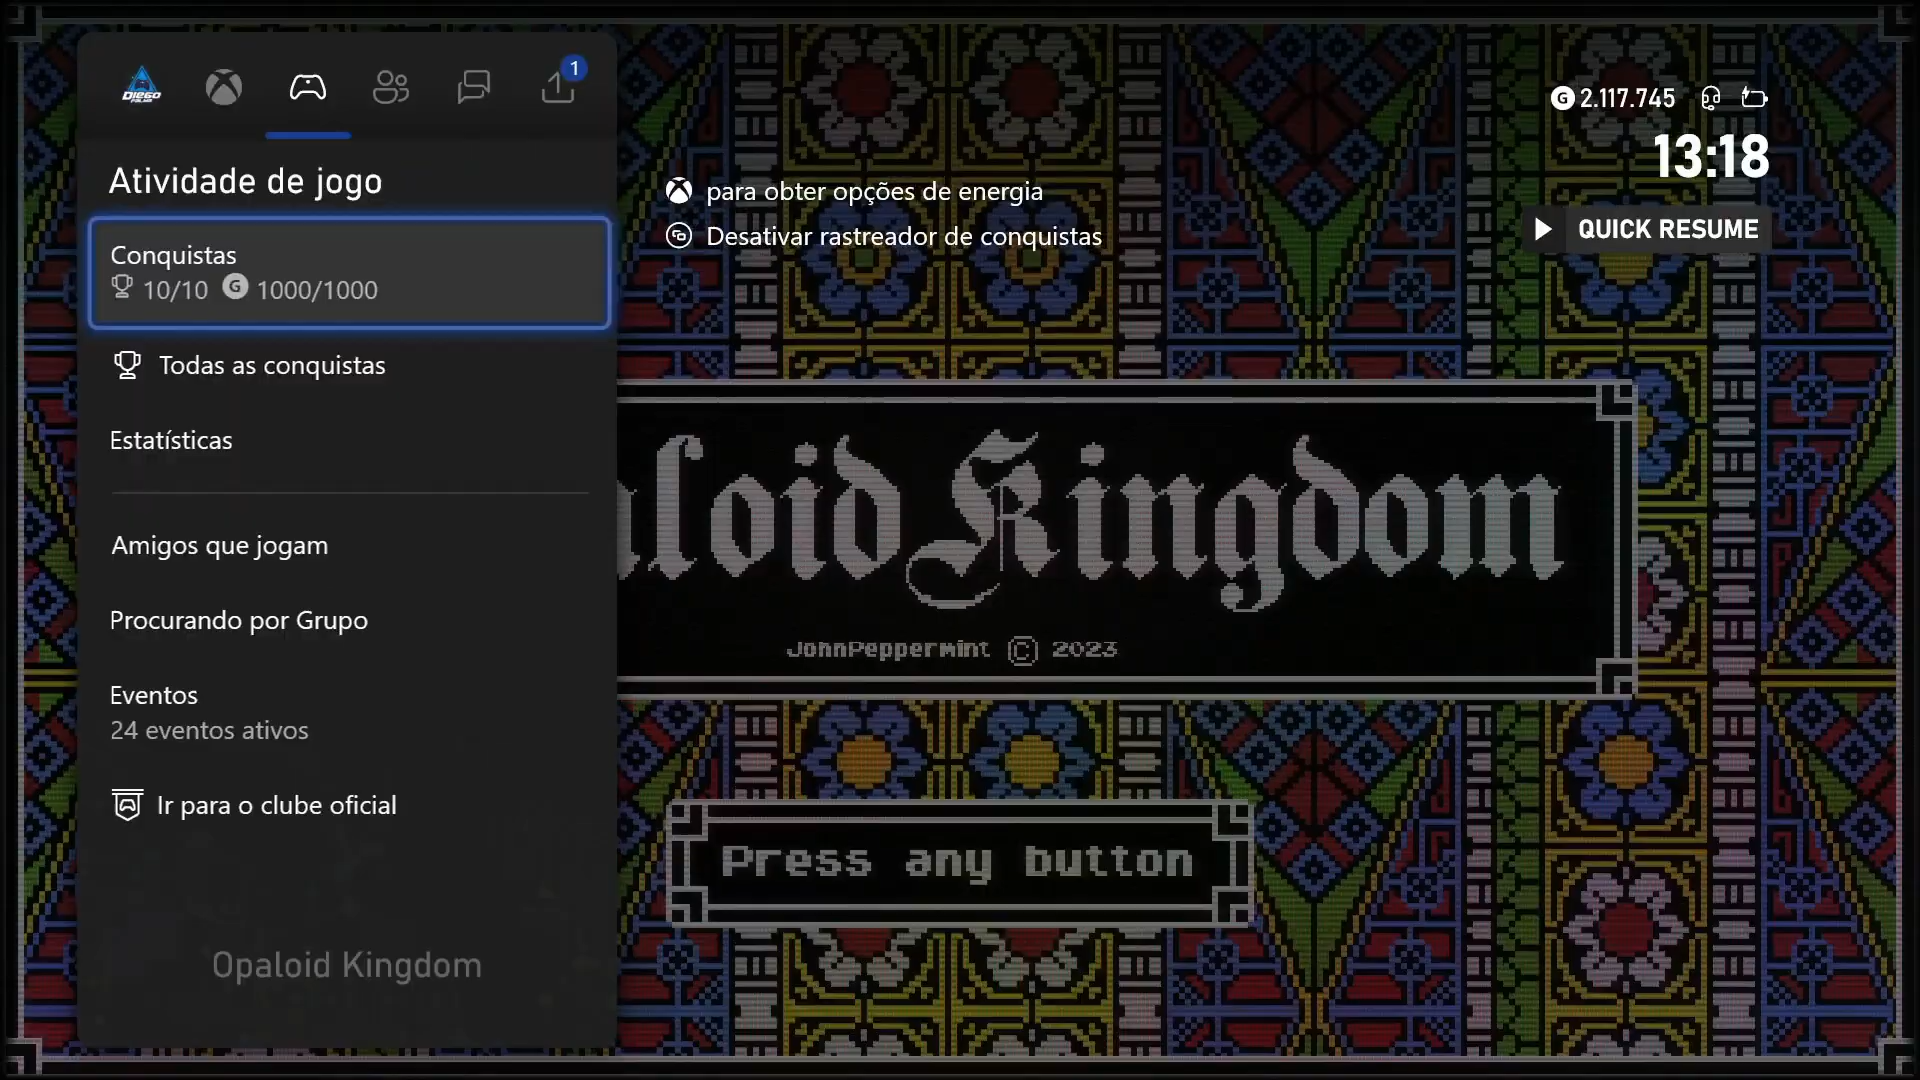 DIEGO
1
Atividade de jogo
Conquistas
10/10 G 1000/1000
Todas as conquistas
Estatísticas
Amigos que jogam
Procurando por Grupo
Eventos
24 eventos ativos
Ir para o clube oficial
Opaloid Kingdom
para obter opções de energia
Desativar rastreador de conquistas
G 2.117.745
13:18
QUICK RESUME
aloid Kingdom
JohnPeppermint © 2023
Press any button